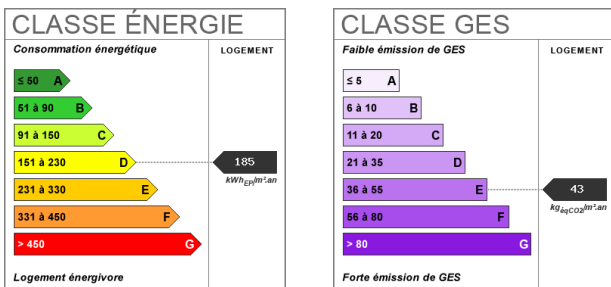 CLASSE ÉNERGIE
Consommation énergétique
LOGEMENT
≤ 50 A
51 à 90 B
91 à 150 C
151 à 230 D
185
kWhEP/m².an
231 à 330 E
331 à 450 F
> 450 G
Logement énergivore
CLASSE GES
Faible émission de GES
LOGEMENT
≤ 5 A
6 à 10 B
11 à 20 C
21 à 35 D
36 à 55 E
43
kgéqCO2/m².an
56 à 80 F
> 80 G
Forte émission de GES